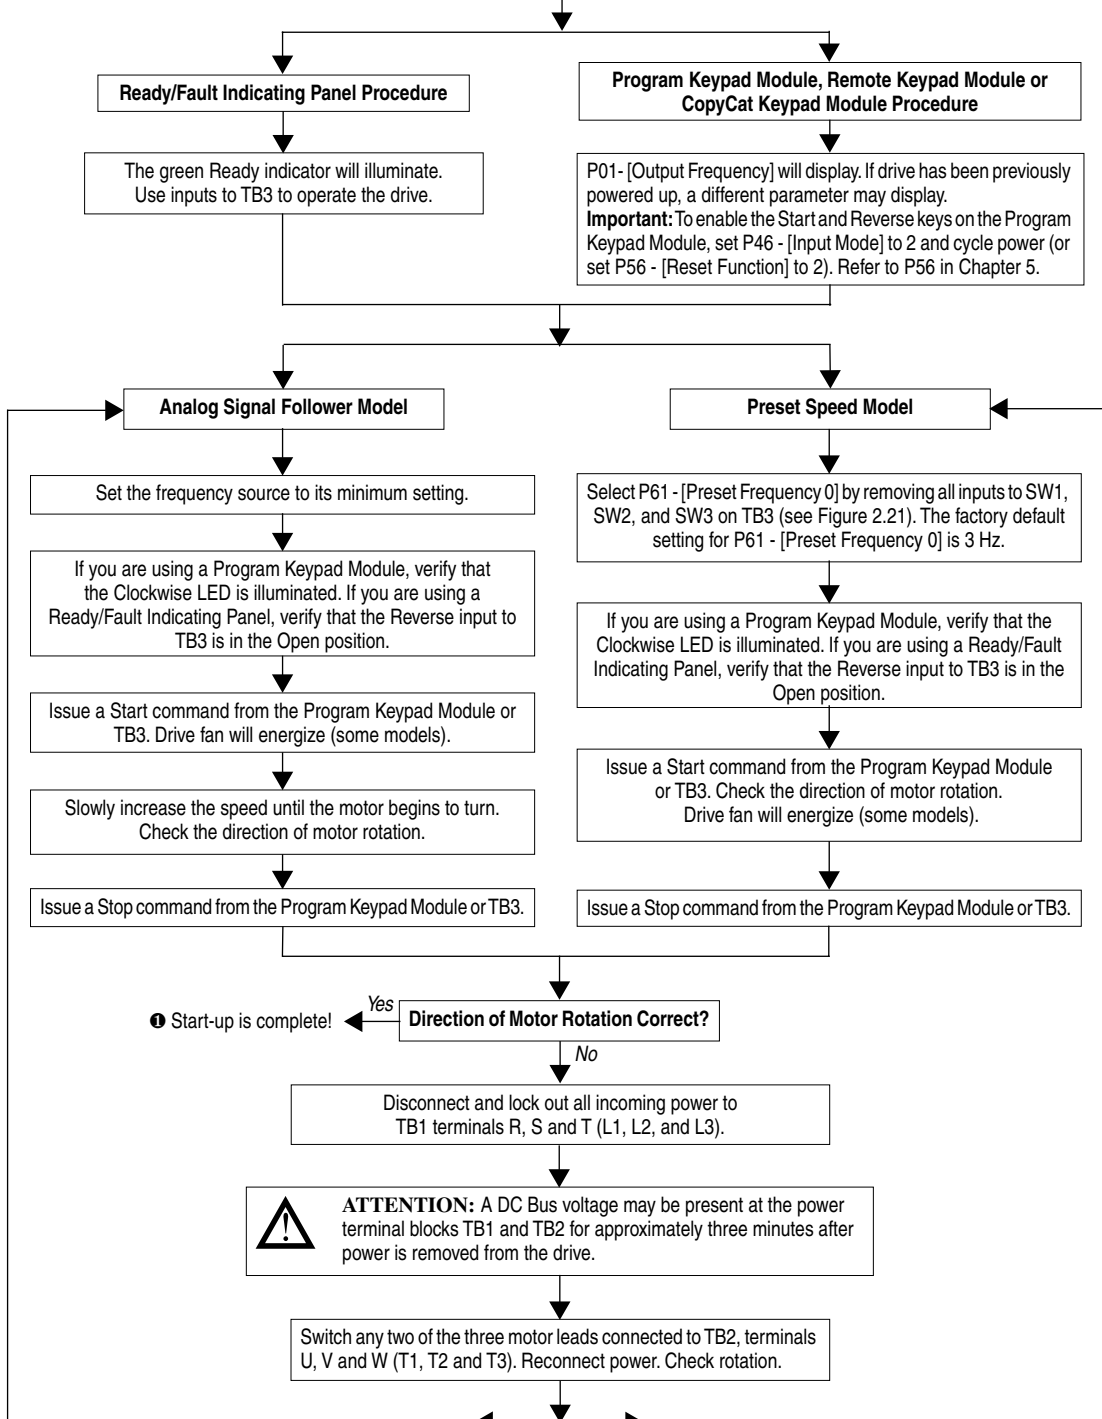 Ready/Fault Indicating Panel Procedure
Program Keypad Module, Remote Keypad Module or
CopyCat Keypad Module Procedure
The green Ready indicator will illuminate.
Use inputs to TB3 to operate the drive.
P01- [Output Frequency] will display. If drive has been previously
powered up, a different parameter may display.
Important: To enable the Start and Reverse keys on the Program
Keypad Module, set P46 - [Input Mode] to 2 and cycle power (or
set P56 - [Reset Function] to 2). Refer to P56 in Chapter 5.
Analog Signal Follower Model
Set the frequency source to its minimum setting.
If you are using a Program Keypad Module, verify that
the Clockwise LED is illuminated. If you are using a
Ready/Fault Indicating Panel, verify that the Reverse input to
TB3 is in the Open position.
Issue a Start command from the Program Keypad Module or
TB3. Drive fan will energize (some models).
Slowly increase the speed until the motor begins to turn.
Check the direction of motor rotation.
Issue a Stop command from the Program Keypad Module or TB3.
Preset Speed Model
Select P61 - [Preset Frequency 0] by removing all inputs to SW1,
SW2, and SW3 on TB3 (see Figure 2.21). The factory default
setting for P61 - [Preset Frequency 0] is 3 Hz.
If you are using a Program Keypad Module, verify that the
Clockwise LED is illuminated. If you are using a Ready/Fault
Indicating Panel, verify that the Reverse input to TB3 is in the
Open position.
Issue a Start command from the Program Keypad Module
or TB3. Check the direction of motor rotation.
Drive fan will energize (some models).
Issue a Stop command from the Program Keypad Module or TB3.
Direction of Motor Rotation Correct?
Yes
❶ Start-up is complete!
No
Disconnect and lock out all incoming power to
TB1 terminals R, S and T (L1, L2, and L3).
ATTENTION: A DC Bus voltage may be present at the power
terminal blocks TB1 and TB2 for approximately three minutes after
power is removed from the drive.
Switch any two of the three motor leads connected to TB2, terminals
U, V and W (T1, T2 and T3). Reconnect power. Check rotation.